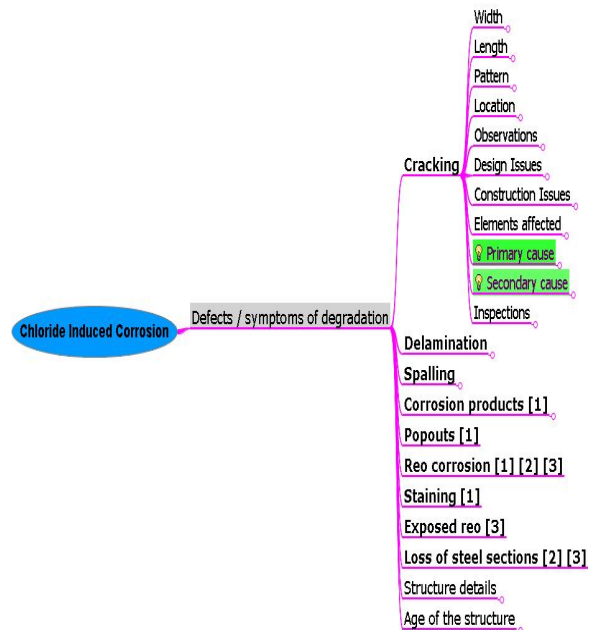 Width
Length
Pattern
Location
Observations
Cracking
Design Issues
Construction Issues
Elements affected
Primary cause
Secondary cause
Inspections
Chloride Induced Corrosion
Defects / symptoms of degradation
Delamination
Spalling
Corrosion products [1]
Popouts [1]
Reo corrosion [1] [2] [3]
Staining [1]
Exposed reo [3]
Loss of steel sections [2] [3]
Structure details
Age of the structure